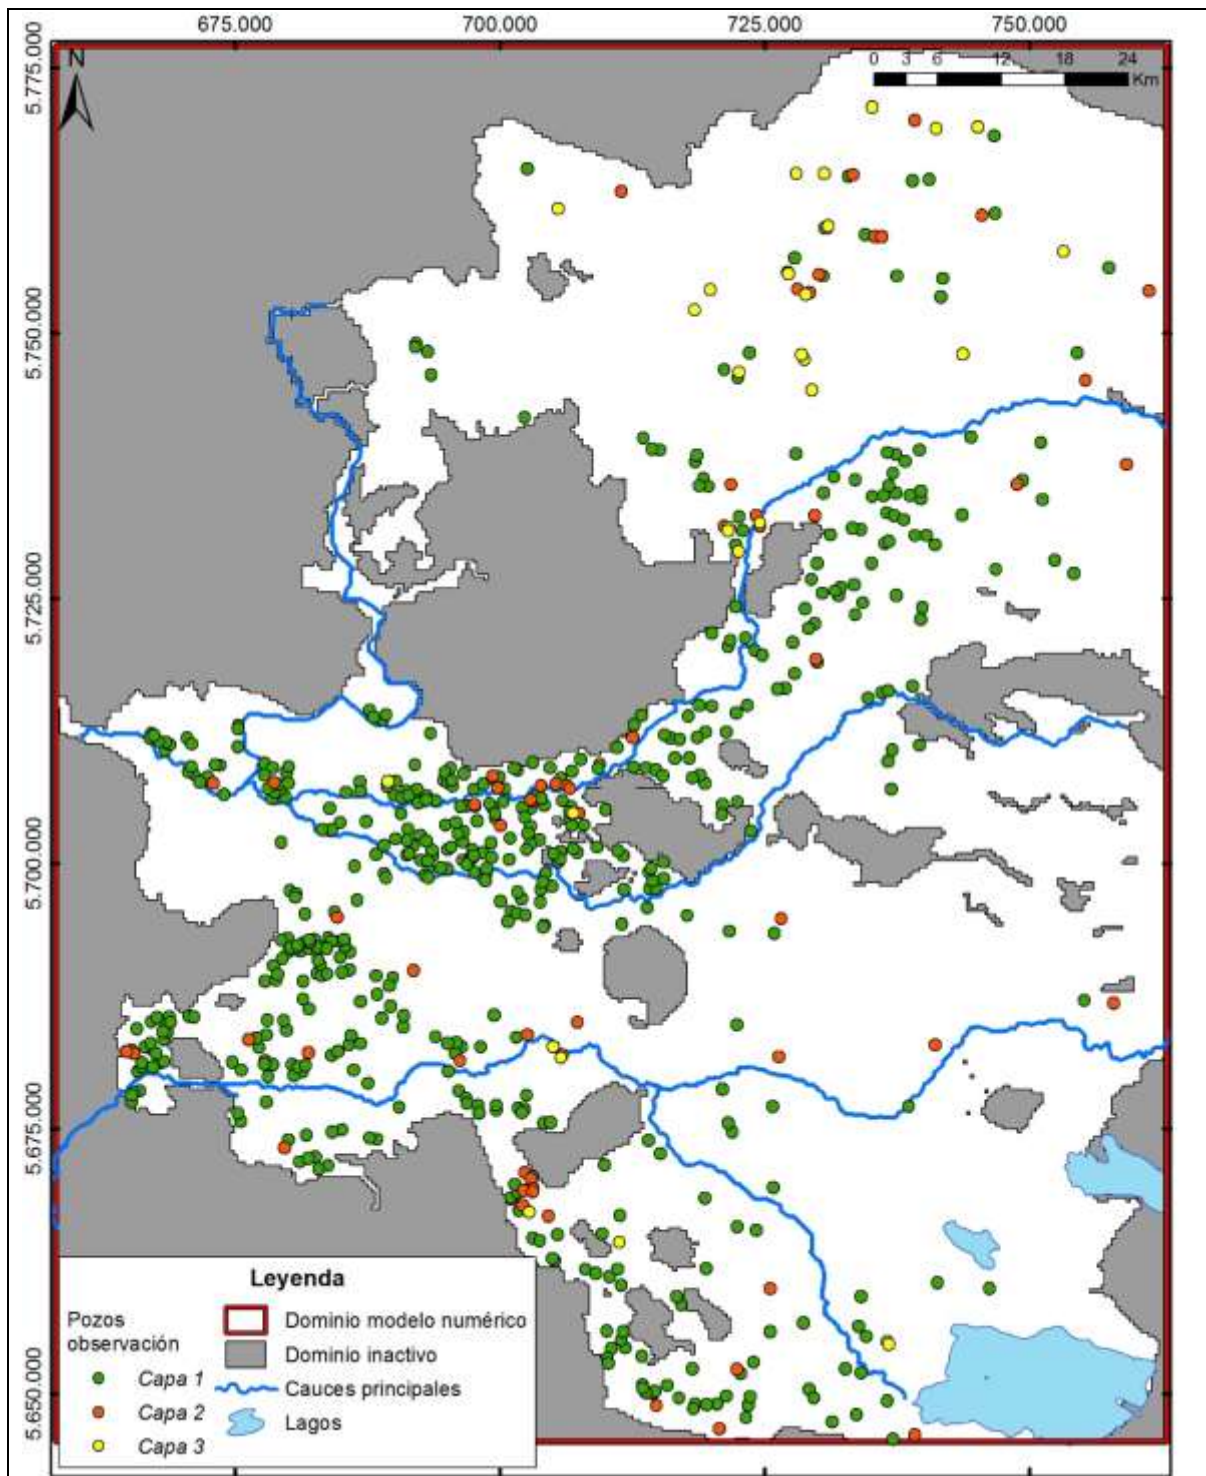 675.000 700.000 725.000 750.000
5.775.000
N
0 3 6 12 18 24
Km
5.750.000
5.725.000
5.700.000
5.675.000
5.650.000
Leyenda
Pozos
observación
Capa 1
Capa 2
Capa 3
Dominio modelo numérico
Dominio inactivo
Cauces principales
Lagos